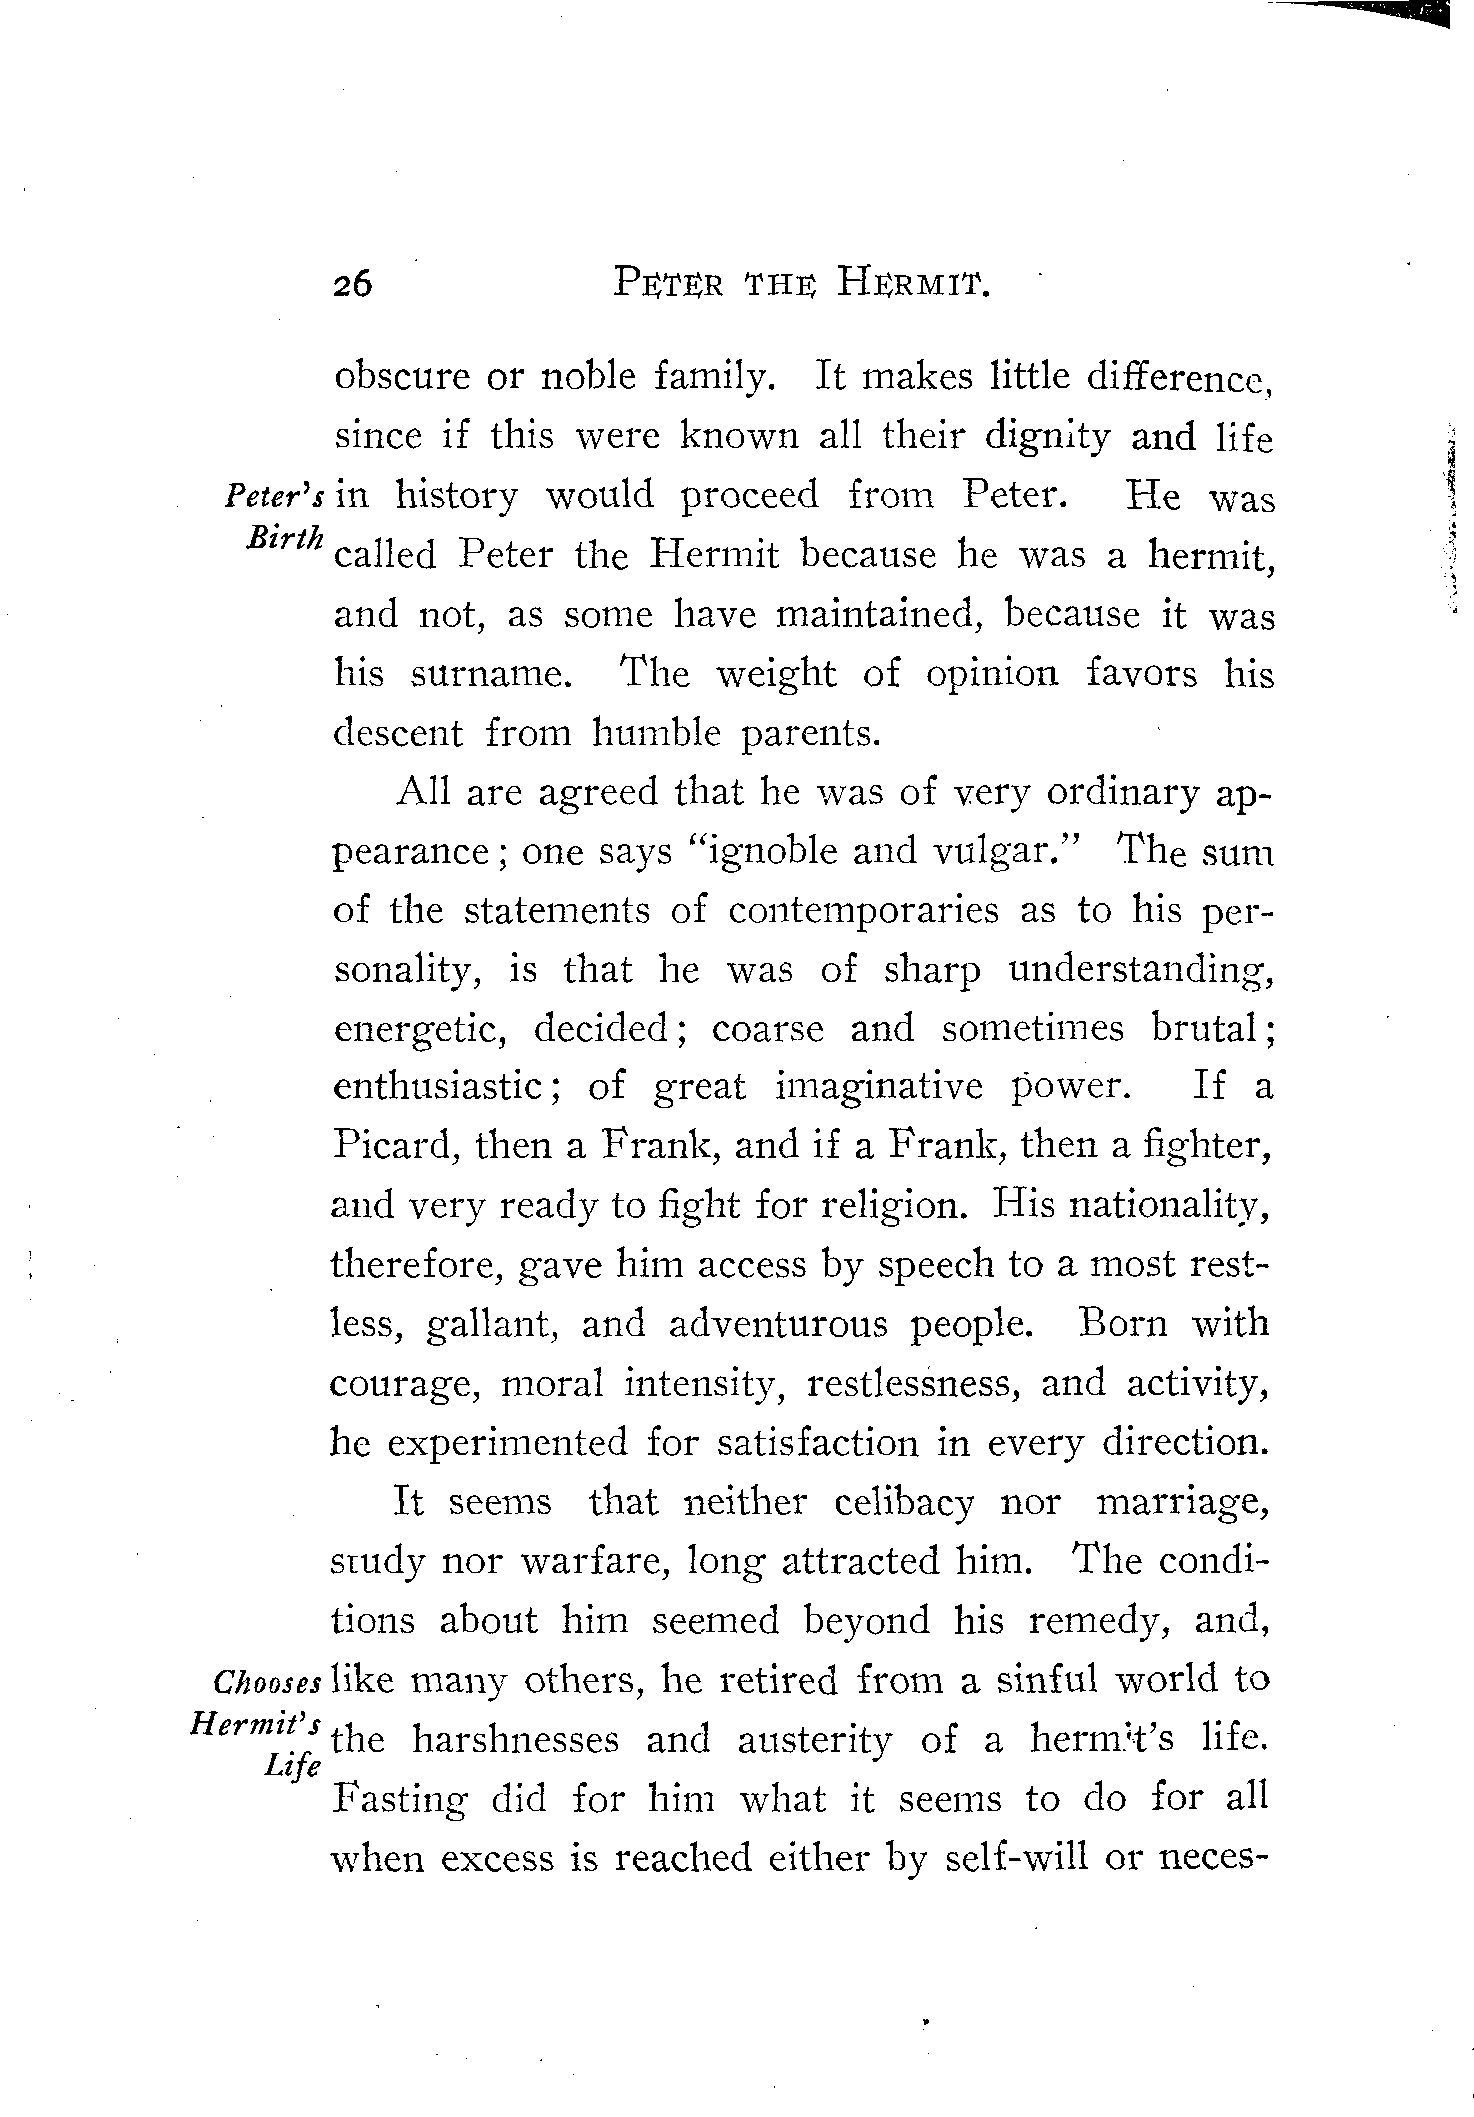 26 PETER THE HERMIT.
obscure or noble family. It makes little difference,
since if this were known all their dignity and life
Peter's in history would proceed from Peter. He was
Birth called Peter the Hermit because he was a hermit,
and not, as some have maintained, because it was
his surname. The weight of opinion favors his
descent from humble parents.
All are agreed that he was of very ordinary ap-
pearance; one says "ignoble and vulgar." The sum
of the statements of contemporaries as to his per-
sonality, is that he was of sharp understanding,
energetic, decided; coarse and sometimes brutal;
enthusiastic; of great imaginative power. If a
Picard, then a Frank, and if a Frank, then a fighter,
and very ready to fight for religion. His nationality,
therefore, gave him access by speech to a most rest-
less, gallant, and adventurous people. Born with
courage, moral intensity, restlessness, and activity,
he experimented for satisfaction in every direction.
It seems that neither celibacy nor marriage,
study nor warfare, long attracted him. The condi-
tions about him seemed beyond his remedy, and,
Chooses like many others, he retired from a sinful world to
Hermit's the harshnesses and austerity of a hermit's life.
Life
Fasting did for him what it seems to do for all
when excess is reached either by self-will or neces-